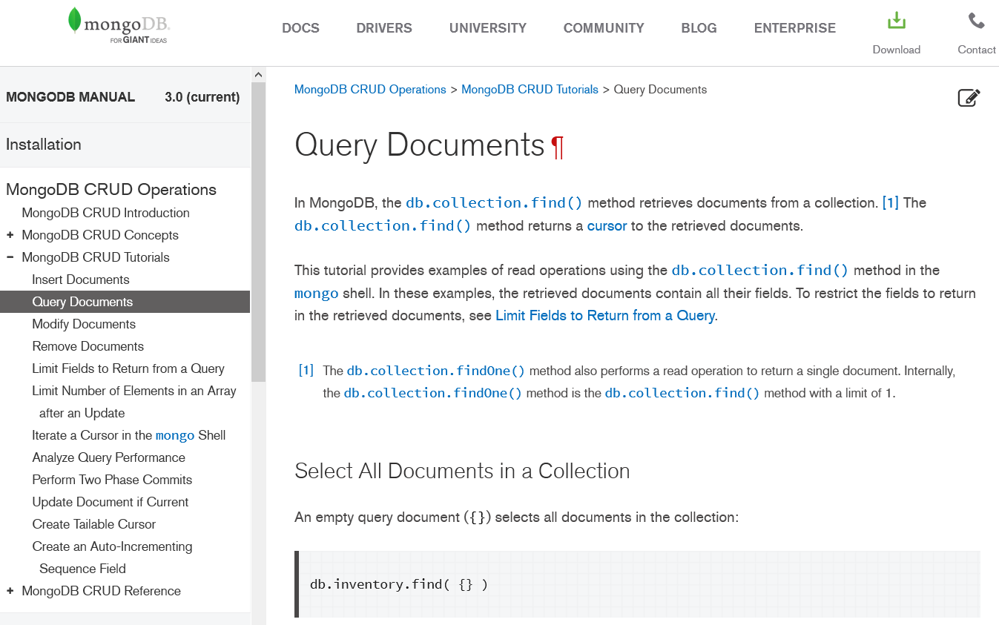 mongoDB.
FOR GIANT IDEAS
DOCS DRIVERS UNIVERSITY COMMUNITY BLOG ENTERPRISE
Download
Contact
MONGODB MANUAL 3.0 (current)
Installation
MongoDB CRUD Operations
MongoDB CRUD Introduction
+ MongoDB CRUD Concepts
− MongoDB CRUD Tutorials
Insert Documents
Query Documents
Modify Documents
Remove Documents
Limit Fields to Return from a Query
Limit Number of Elements in an Array
after an Update
Iterate a Cursor in the mongo Shell
Analyze Query Performance
Perform Two Phase Commits
Update Document if Current
Create Tailable Cursor
Create an Auto-Incrementing
Sequence Field
+ MongoDB CRUD Reference
MongoDB CRUD Operations > MongoDB CRUD Tutorials > Query Documents
Query Documents¶
In MongoDB, the db.collection.find() method retrieves documents from a collection. [1] The
db.collection.find() method returns a cursor to the retrieved documents.
This tutorial provides examples of read operations using the db.collection.find() method in the
mongo shell. In these examples, the retrieved documents contain all their fields. To restrict the fields to return
in the retrieved documents, see Limit Fields to Return from a Query.
[1] The db.collection.findOne() method also performs a read operation to return a single document. Internally,
the db.collection.findOne() method is the db.collection.find() method with a limit of 1.
Select All Documents in a Collection
An empty query document ({}) selects all documents in the collection:
db.inventory.find( {} )